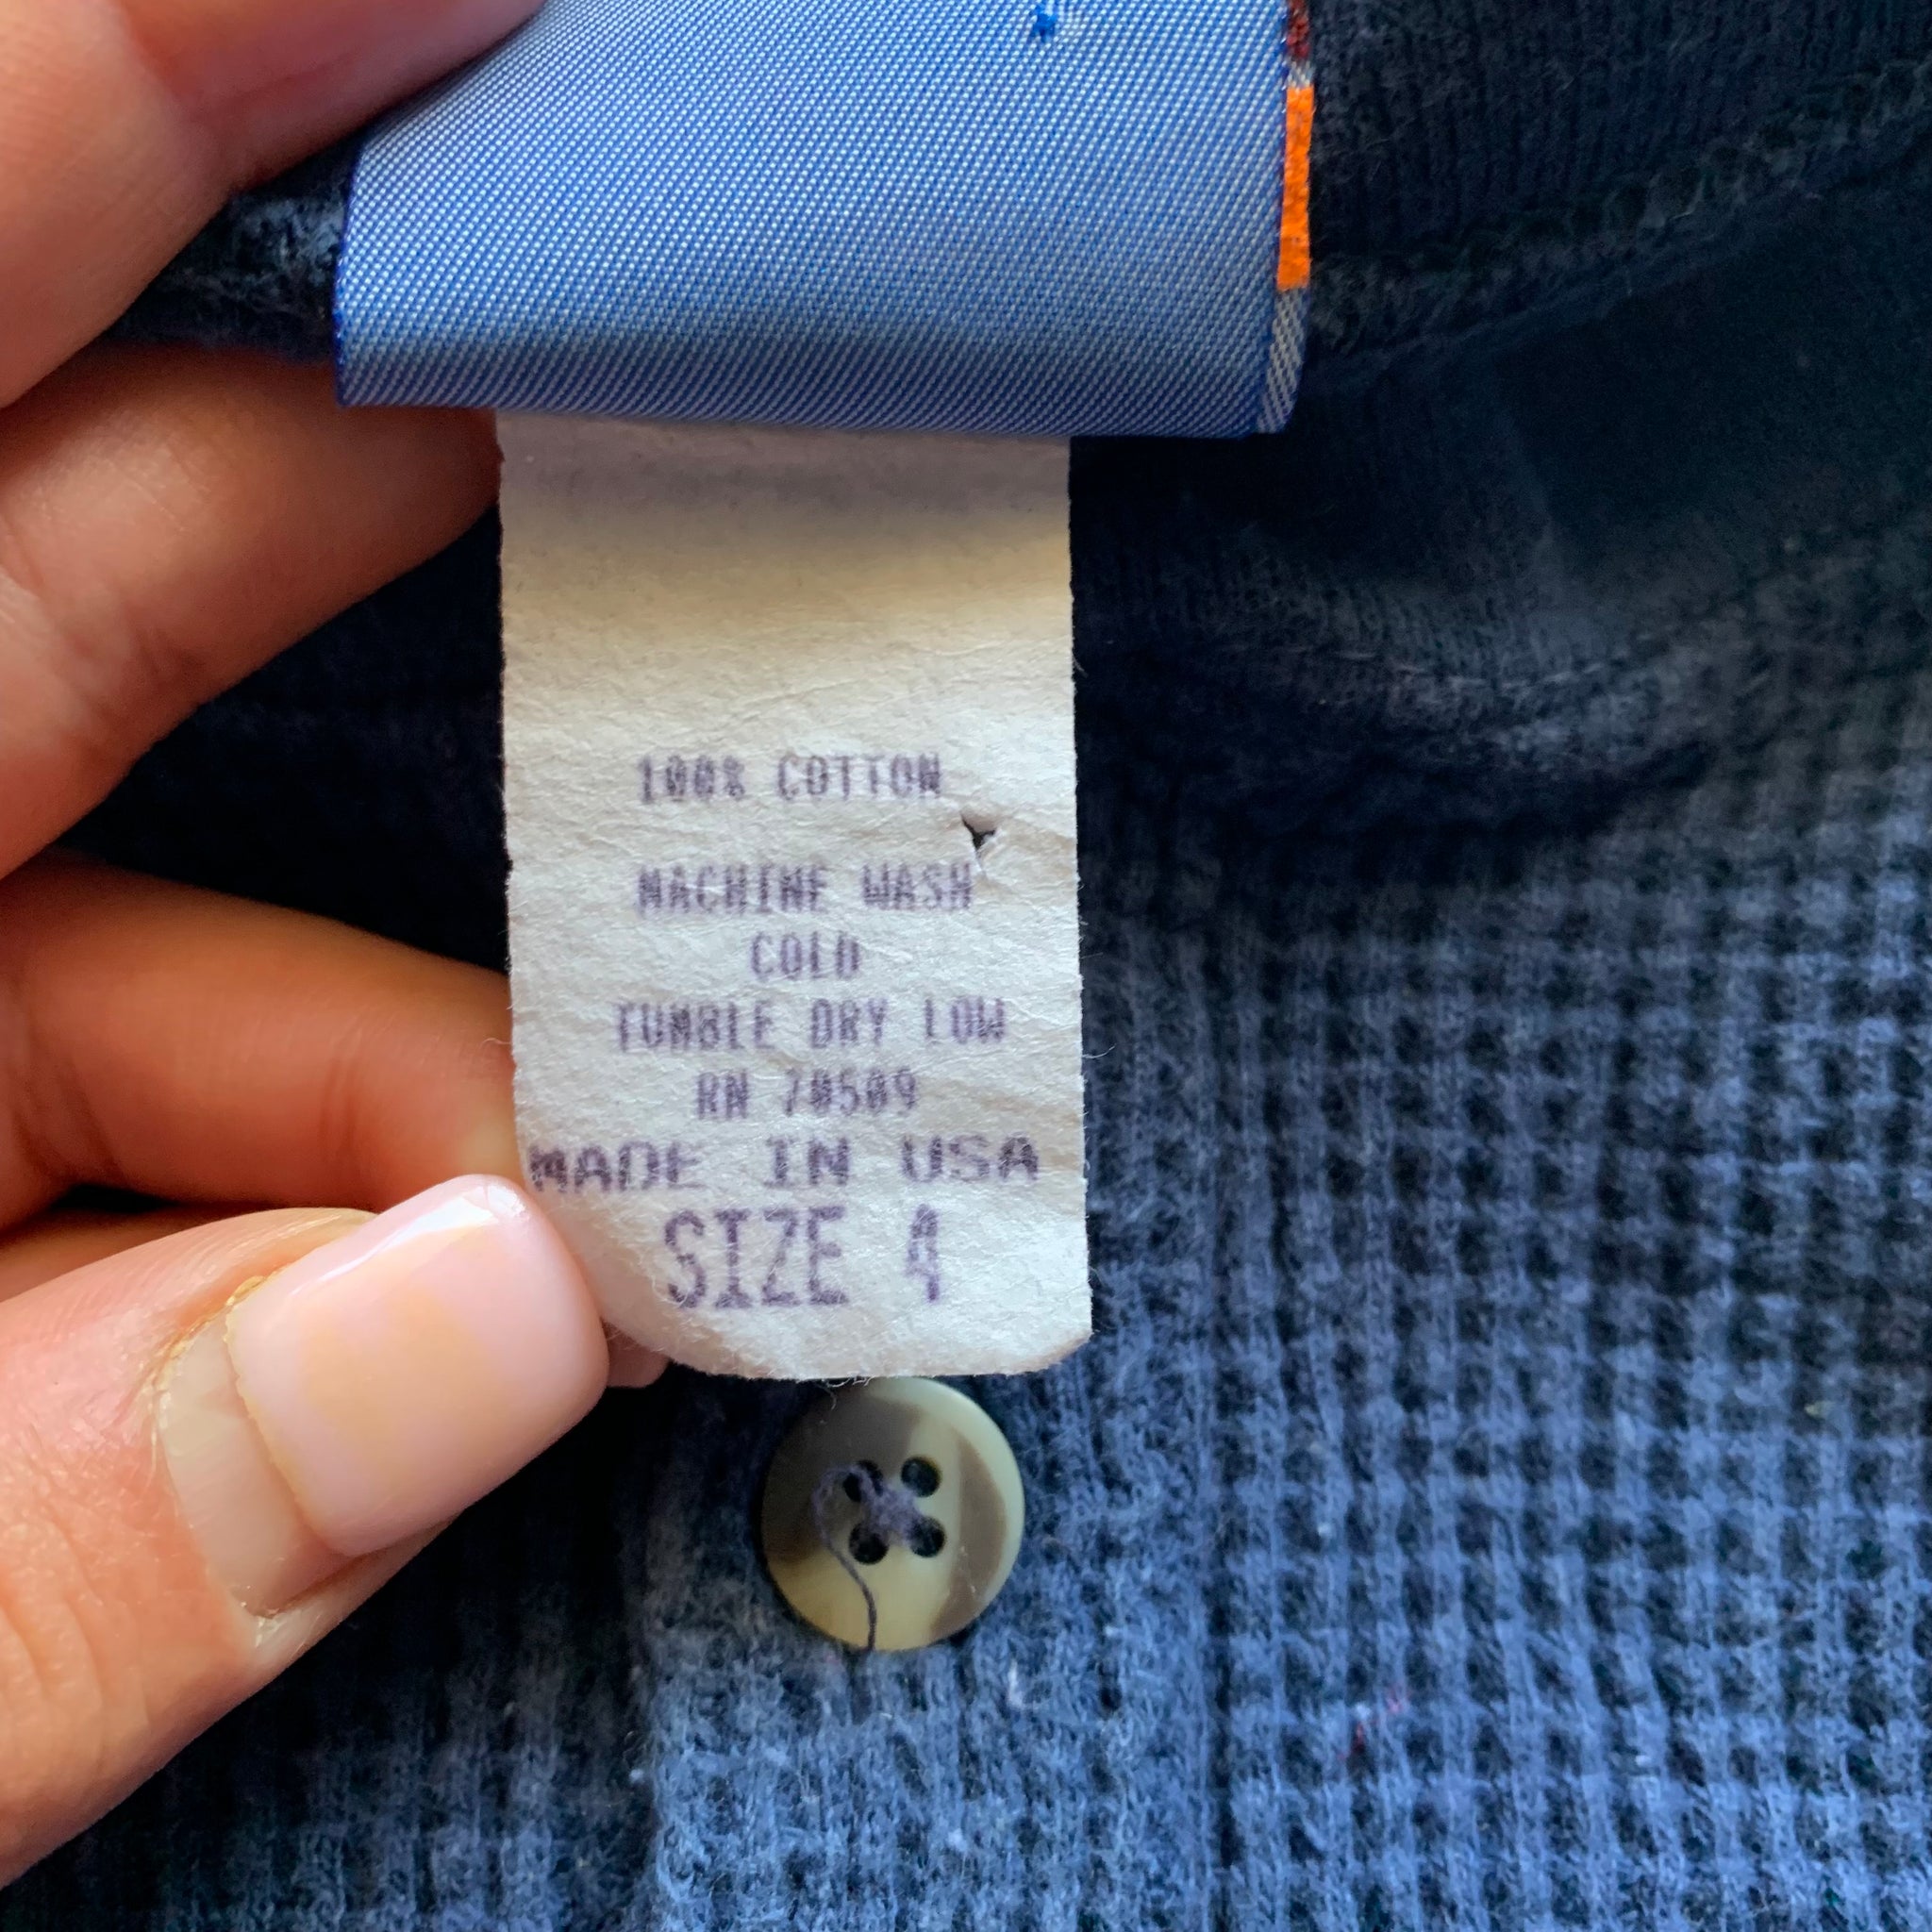 100% COTTON
MACHINE WASH
COLD
TUMBLE DRY LOW
RN 70509
MADE IN USA
SIZE 4